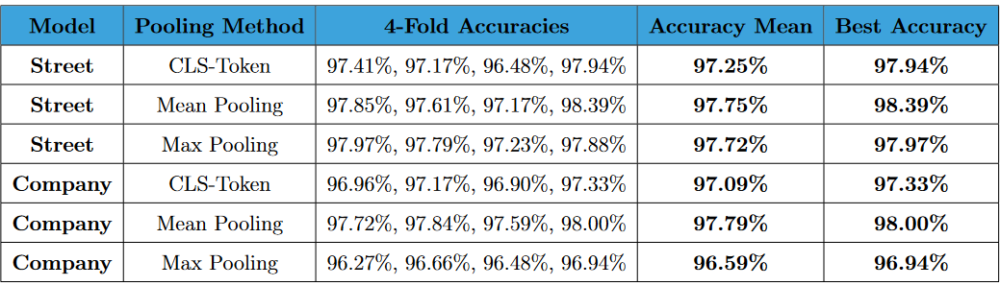 Model Pooling Method 4-Fold Accuracies Accuracy Mean Best Accuracy
Street CLS-Token 97.41%, 97.17%, 96.48%, 97.94% 97.25% 97.94%
Street Mean Pooling 97.85%, 97.61%, 97.17%, 98.39% 97.75% 98.39%
Street Max Pooling 97.97%, 97.79%, 97.23%, 97.88% 97.72% 97.97%
Company CLS-Token 96.96%, 97.17%, 96.90%, 97.33% 97.09% 97.33%
Company Mean Pooling 97.72%, 97.84%, 97.59%, 98.00% 97.79% 98.00%
Company Max Pooling 96.27%, 96.66%, 96.48%, 96.94% 96.59% 96.94%